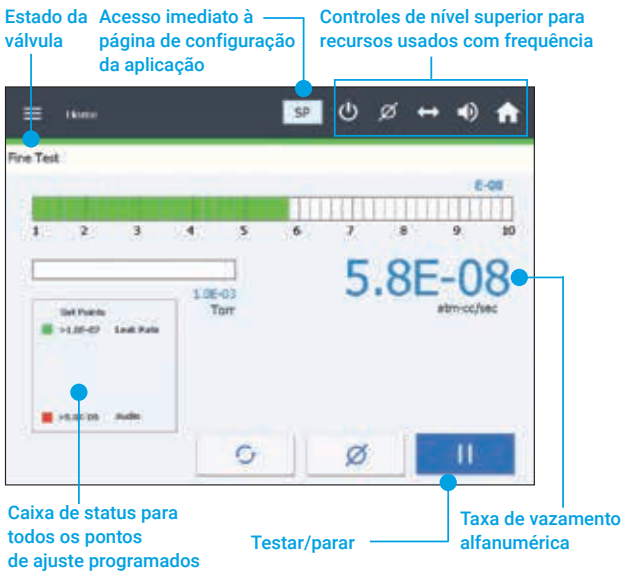 Estado da
válvula
Acesso imediato à
página de configuração
da aplicação
Controles de nível superior para
recursos usados com frequência
Home
SP
Fine Test
E-08
1 2 3 4 5 6 7 8 9 10
5.8E-08
atm-cc/sec
1.0E-03
Torr
Set Points
>1.0E-07 Leak Rate
Audio
Caixa de status para
todos os pontos
de ajuste programados
Testar/parar
Taxa de vazamento
alfanumérica